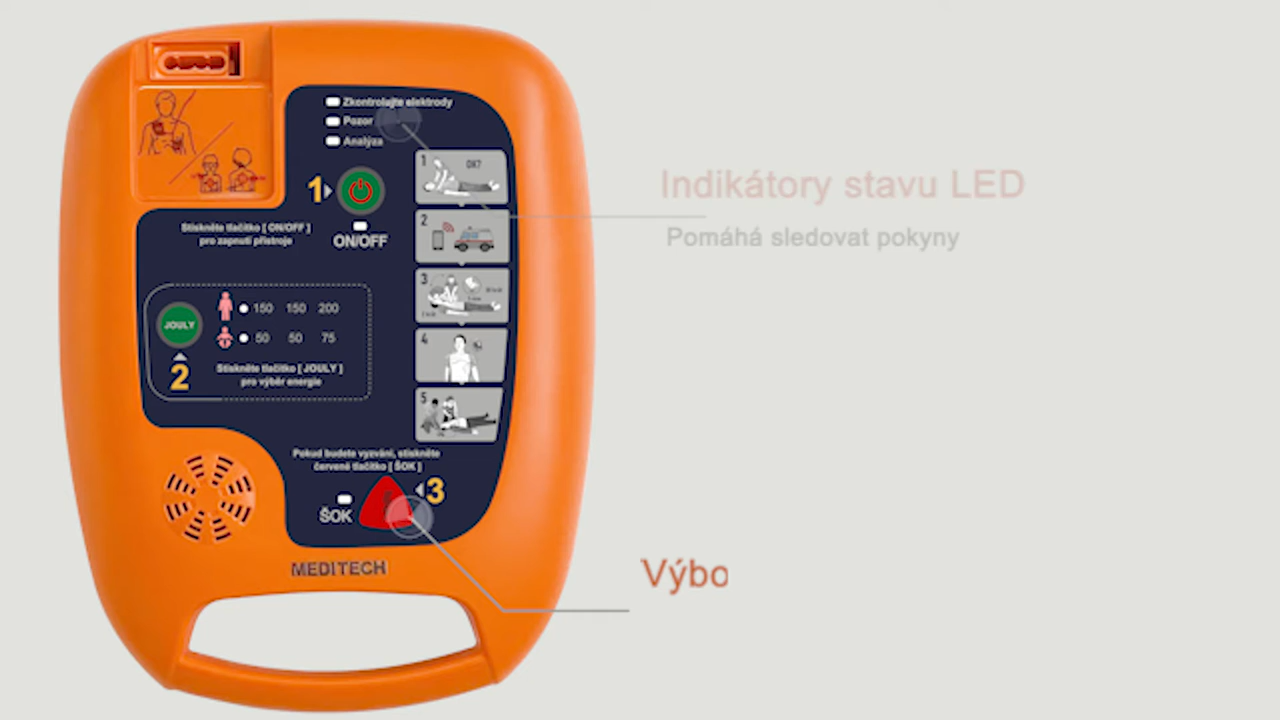 Zkontrolujte elektrody
Pozor
Analýza
1
ON/OFF
Stiskněte tlačítko [ ON/OFF ]
pro zapnutí přístroje
1
OK?
2
3
4
5
JOULY
150 150 200
50 50 75
2
Stiskněte tlačítko [ JOULY ]
pro výběr energie
Pokud budete vyzváni, stiskněte
červené tlačítko [ ŠOK ]
3
ŠOK
MEDITECH
Indikátory stavu LED
Pomáhá sledovat pokyny
Výbo